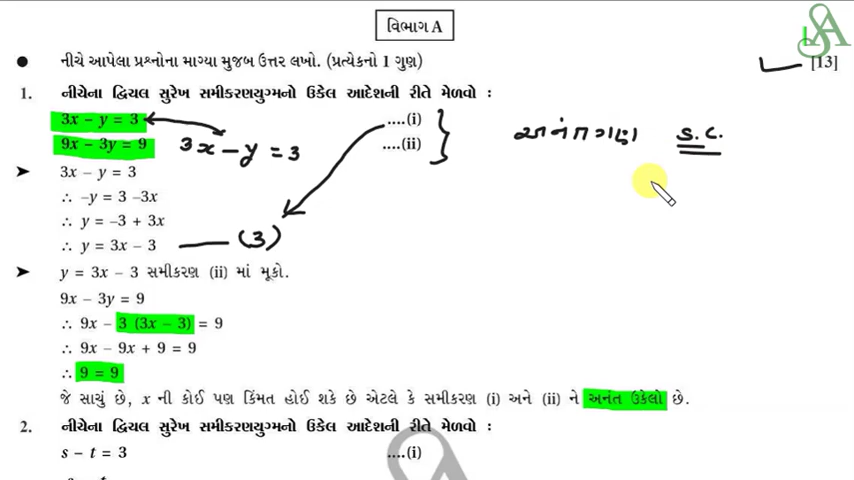 વિભાગ A
SA
● નીચે આપેલા પ્રશ્નોના માગ્યા મુજબ ઉત્તર લખો. (પ્રત્યેકનો 1 ગુણ) [13]
1. નીચેના દ્વિચલ સુરેખ સમીકરણયુગ્મનો ઉકેલ આદેશની રીતે મેળવો :
3x – y = 3 ....(i)
9x – 3y = 9 3x – y = 3 ....(ii) અનંતગણા S.C.
➤ 3x – y = 3
∴ -y = 3 -3x
∴ y = -3 + 3x
∴ y = 3x – 3 —— (3)
➤ y = 3x – 3 સમીકરણ (ii) માં મૂકો.
9x – 3y = 9
∴ 9x – 3 (3x – 3) = 9
∴ 9x – 9x + 9 = 9
∴ 9 = 9
જે સાચું છે, x ની કોઈ પણ કિંમત હોઈ શકે છે એટલે કે સમીકરણ (i) અને (ii) ને અનંત ઉકેલો છે.
2. નીચેના દ્વિચલ સુરેખ સમીકરણયુગ્મનો ઉકેલ આદેશની રીતે મેળવો :
s – t = 3 ....(i)